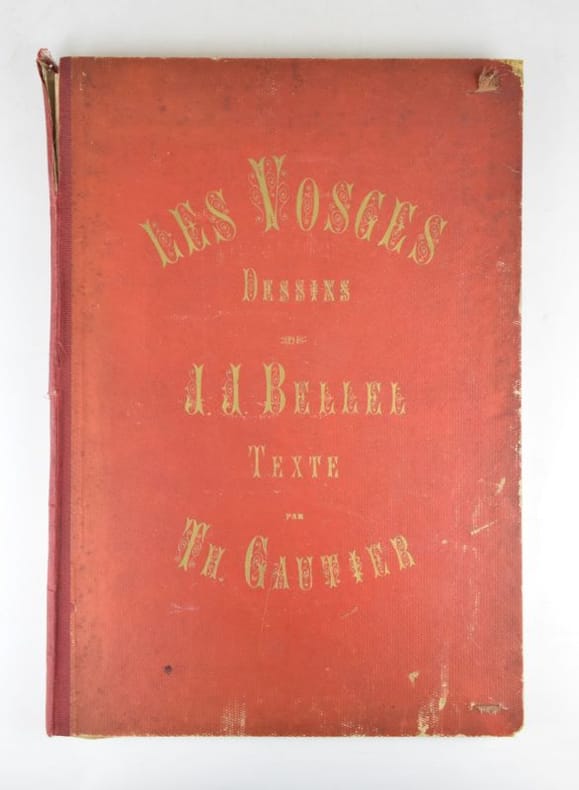 LES VOSGES
DESSINS
DE
J. J. BELLEL
TEXTE
PAR
TH. GAUTIER